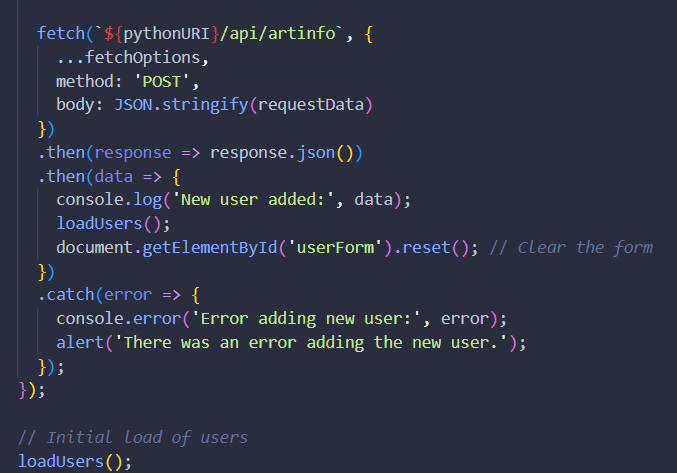 fetch(`${pythonURI}/api/artinfo`, {
...fetchOptions,
method: 'POST',
body: JSON.stringify(requestData)
})
.then(response => response.json())
.then(data => {
console.log('New user added:', data);
loadUsers();
document.getElementById('userForm').reset(); // Clear the form
})
.catch(error => {
console.error('Error adding new user:', error);
alert('There was an error adding the new user.');
});
});
// Initial load of users
loadUsers();